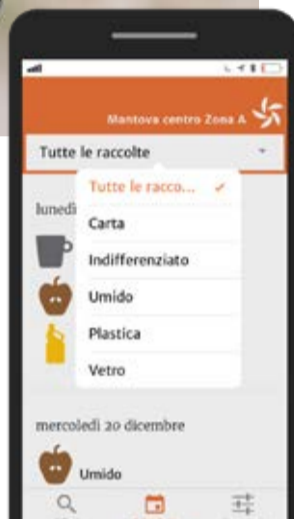 Mantova centro Zona A
Tutte le raccolte
Tutte le racco...
lunedì
Carta
Indifferenziato
Umido
Plastica
Vetro
mercoledì 20 dicembre
Umido